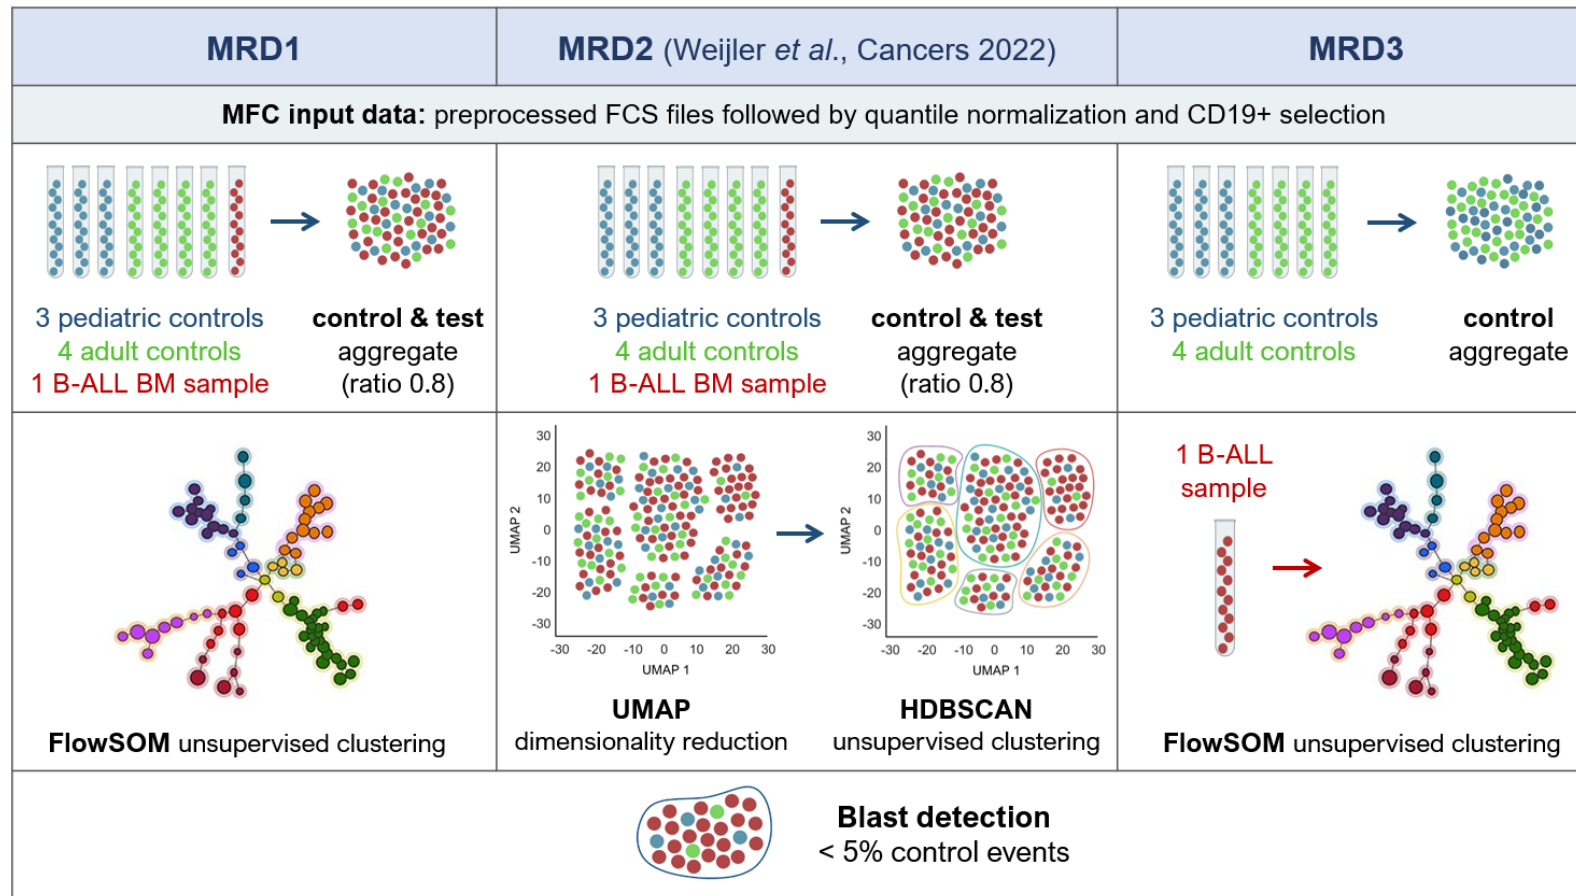 MRD1
MRD2 (Weijler et al., Cancers 2022)
MRD3
MFC input data: preprocessed FCS files followed by quantile normalization and CD19+ selection
3 pediatric controls
4 adult controls
1 B-ALL BM sample
control & test
aggregate
(ratio 0.8)
3 pediatric controls
4 adult controls
1 B-ALL BM sample
control & test
aggregate
(ratio 0.8)
3 pediatric controls
4 adult controls
control
aggregate
FlowSOM unsupervised clustering
30
20
10
0
-10
-20
-30
UMAP 2
-30 -20 -10 0 10 20 30
UMAP 1
UMAP
dimensionality reduction
30
20
10
0
-10
-20
-30
UMAP 2
-30 -20 -10 0 10 20 30
UMAP 1
HDBSCAN
unsupervised clustering
1 B-ALL
sample
FlowSOM unsupervised clustering
Blast detection
< 5% control events